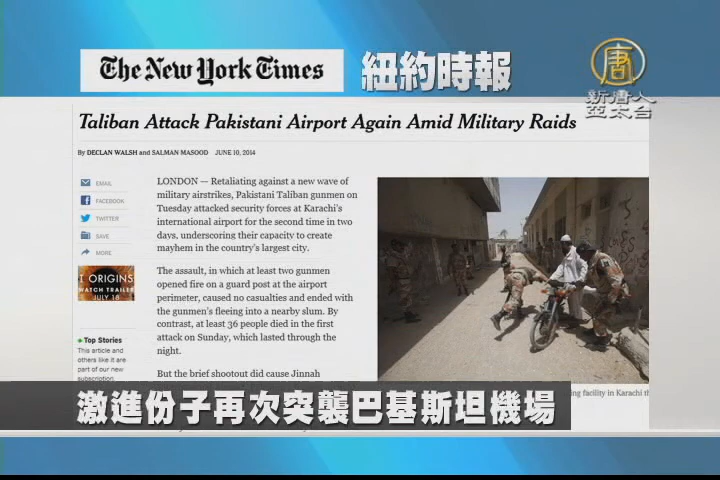 The New York Times
紐約時報
唐
新唐人
亞太台
Taliban Attack Pakistani Airport Again Amid Military Raids
By DECLAN WALSH and SALMAN MASOOD JUNE 10, 2014
EMAIL
FACEBOOK
TWITTER
SAVE
MORE
I ORIGINS
WATCH TRAILER
JULY 18
Top Stories
This article and
others like it are
part of our new
subscription.
LONDON — Retaliating against a new wave of
military airstrikes, Pakistani Taliban gunmen on
Tuesday attacked security forces at Karachi's
international airport for the second time in two
days, underscoring their capacity to create
mayhem in the country's largest city.
The assault, in which at least two gunmen
opened fire on a guard post at the airport
perimeter, caused no casualties and ended with
the gunmen's fleeing into a nearby slum. By
contrast, at least 36 people died in the first
attack on Sunday, which lasted through the
night.
But the brief shootout did cause Jinnah
ing facility in Karachi th
激進份子再次突襲巴基斯坦機場